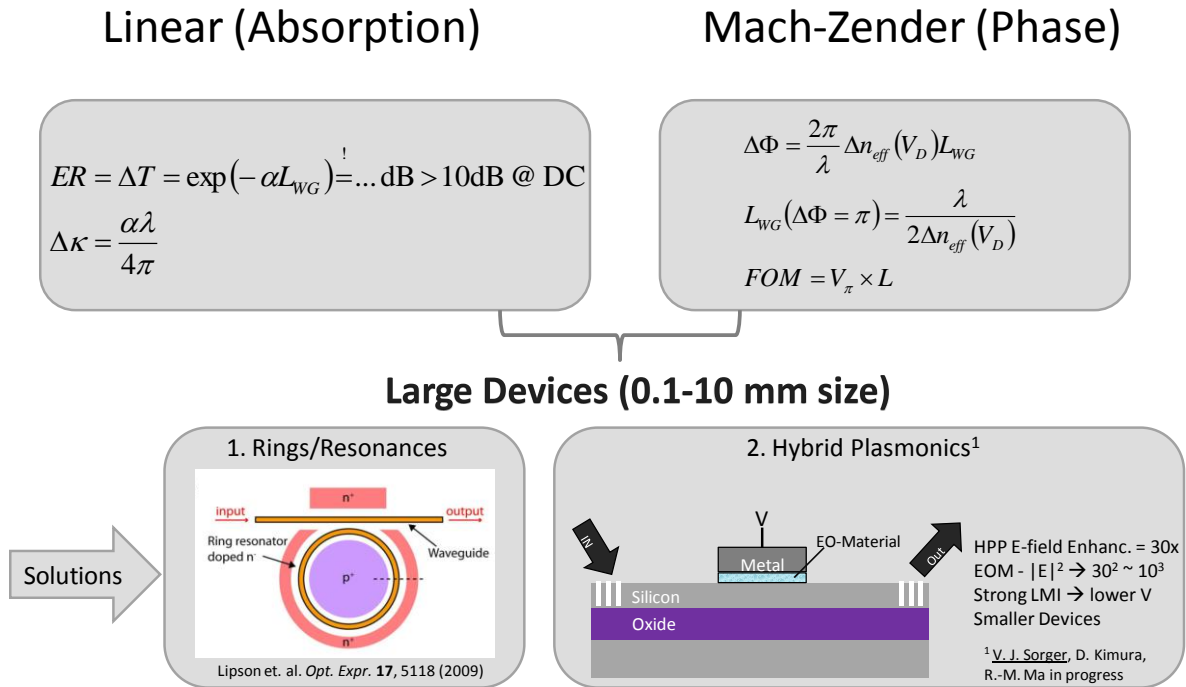 Linear (Absorption)
Mach-Zender (Phase)
ER = ΔT = exp(−αL_WG) =^! ... dB > 10dB @ DC
Δκ = αλ / 4π
ΔΦ = 2π/λ Δn_eff(V_D)L_WG
L_WG(ΔΦ = π) = λ / 2Δn_eff(V_D)
FOM = V_π × L
Large Devices (0.1-10 mm size)
Solutions
1. Rings/Resonances
n⁺
input
output
Ring resonator
doped n⁻
Waveguide
p⁺
n⁺
Lipson et. al. Opt. Expr. 17, 5118 (2009)
2. Hybrid Plasmonics¹
IN
V
EO-Material
Metal
Out
Silicon
Oxide
HPP E-field Enhanc. = 30x
EOM - |E|² → 30² ~ 10³
Strong LMI → lower V
Smaller Devices
¹ V. J. Sorger, D. Kimura,
R.-M. Ma in progress